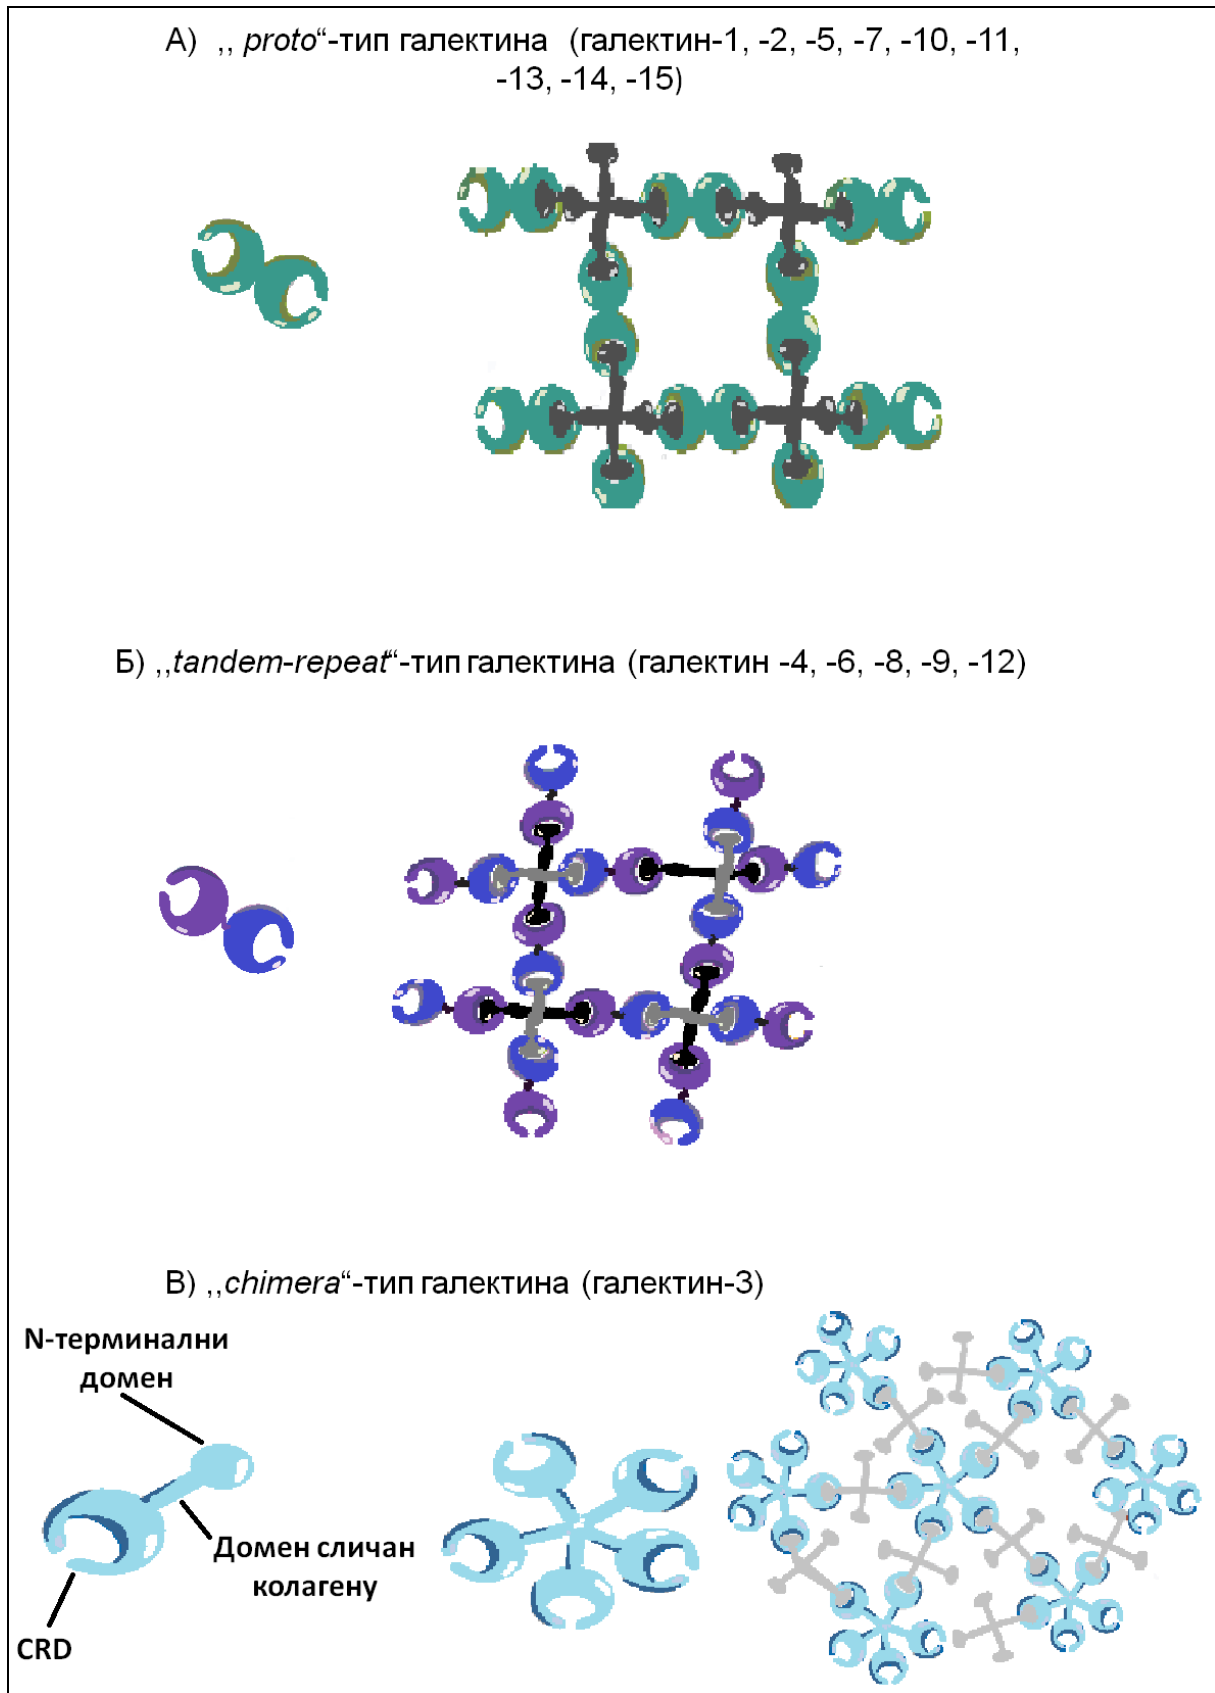 А) ,, proto“-тип галектина (галектин-1, -2, -5, -7, -10, -11,
-13, -14, -15)
Б) ,,tandem-repeat“-тип галектина (галектин -4, -6, -8, -9, -12)
В) ,,chimera“-тип галектина (галектин-3)
N-терминални
домен
Домен сличан
колагену
CRD